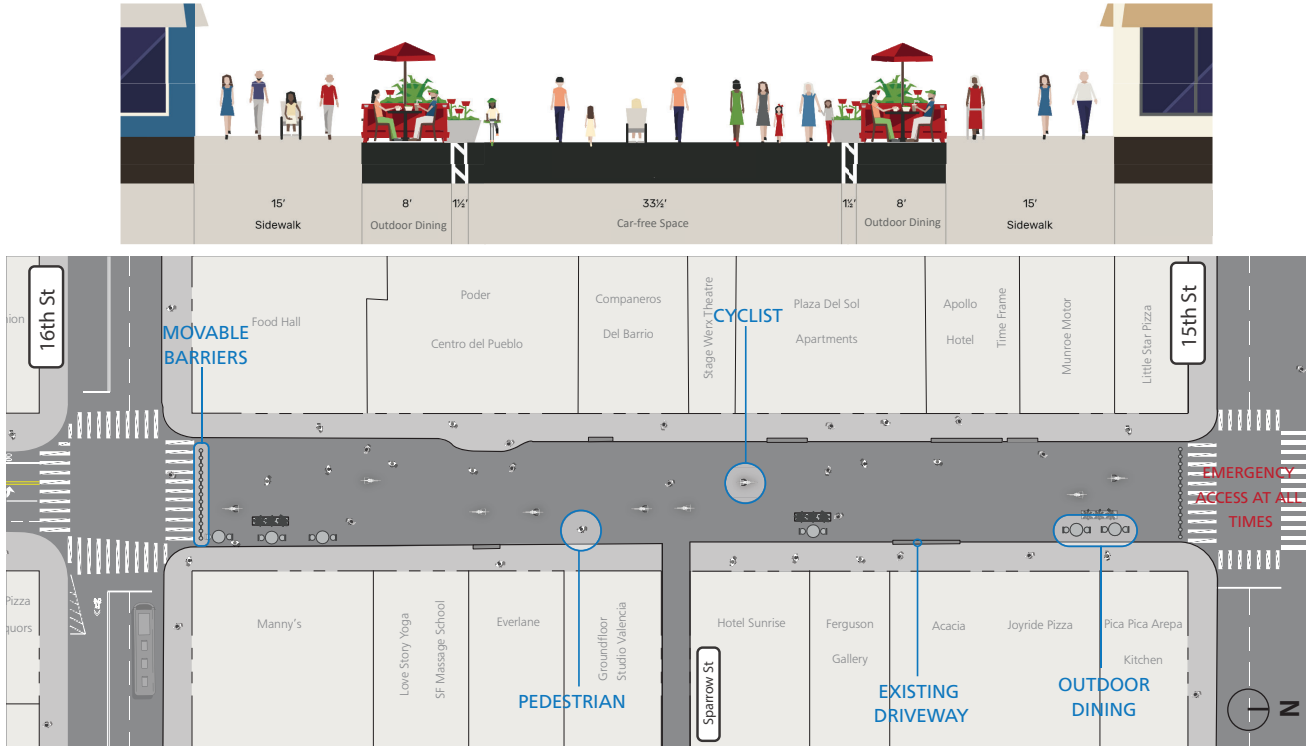 15' 8' 1½' 33½' 1½' 8' 15'
Sidewalk Outdoor Dining Car-free Space Outdoor Dining Sidewalk
16th St
15th St
Food Hall
Poder
Centro del Pueblo
Companeros
Del Barrio
Stage Werx Theatre
Plaza Del Sol
Apartments
Apollo
Hotel
Time Frame
Munroe Motor
Little Star Pizza
MOVABLE
BARRIERS
CYCLIST
EMERGENCY
ACCESS AT ALL
TIMES
Pizza
Manny's
Love Story Yoga
SF Massage School
Everlane
Groundfloor
Studio Valencia
Sparrow St
Hotel Sunrise
Ferguson
Gallery
Acacia
Joyride Pizza
Pica Pica Arepa
Kitchen
PEDESTRIAN
EXISTING
DRIVEWAY
OUTDOOR
DINING
N